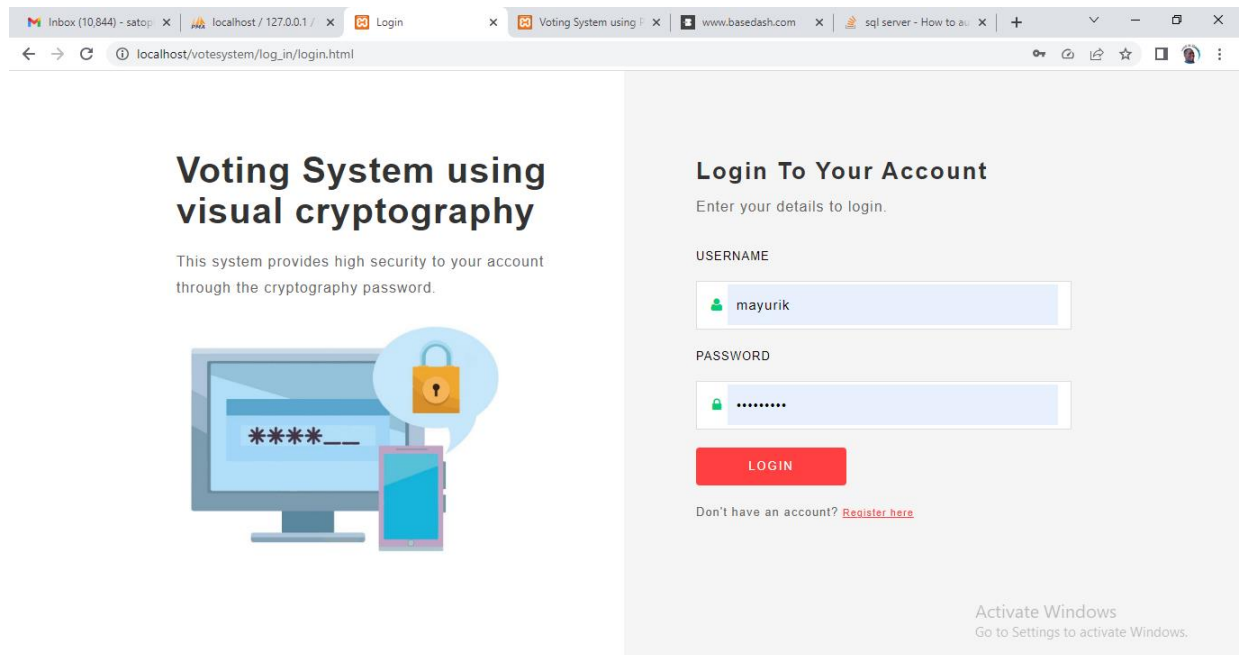 Inbox (10,844) - satop
localhost / 127.0.0.1 /
Login
Voting System using P
www.basedash.com
sql server - How to au
localhost/votesystem/log_in/login.html
Voting System using
visual cryptography
This system provides high security to your account
through the cryptography password.
****__
Login To Your Account
Enter your details to login.
USERNAME
mayurik
PASSWORD
•••••••••
LOGIN
Don't have an account? Register here
Activate Windows
Go to Settings to activate Windows.